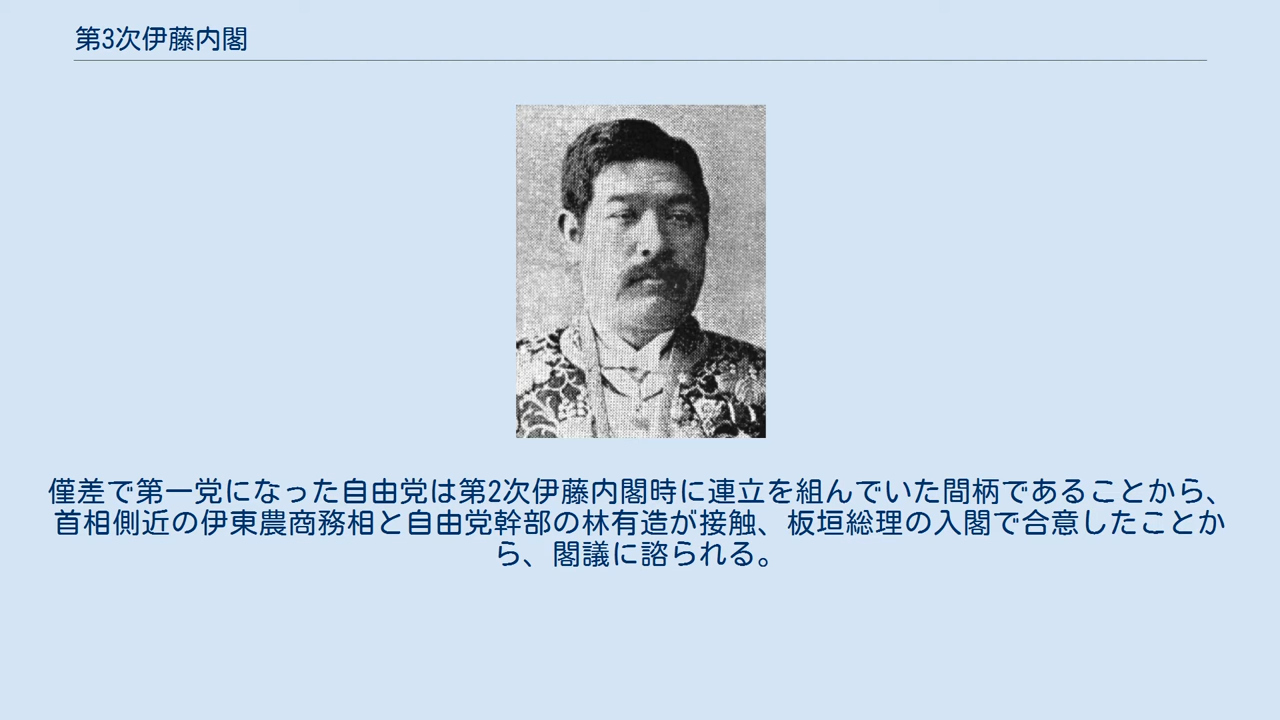 第3次伊藤内閣
僅差で第一党になった自由党は第2次伊藤内閣時に連立を組んでいた間柄であることから、
首相側近の伊東農商務相と自由党幹部の林有造が接触、板垣総理の入閣で合意したことか
ら、閣議に諮られる。